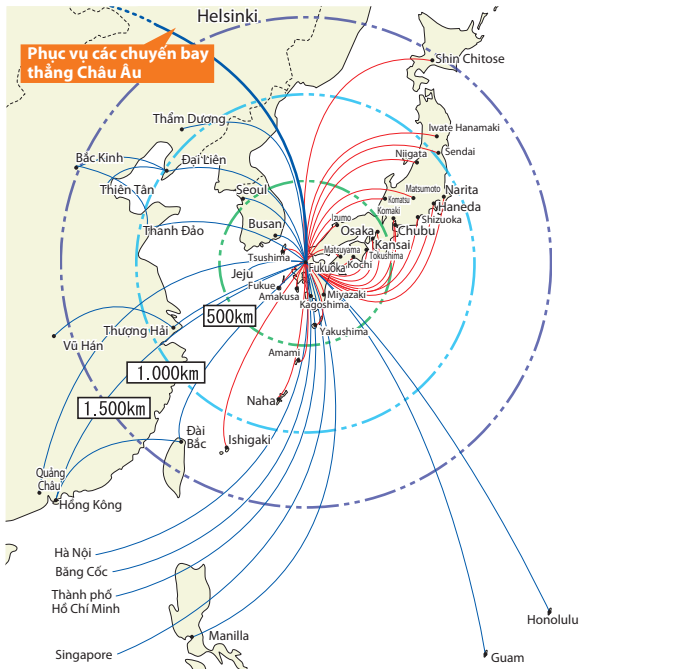 Helsinki
Phục vụ các chuyến bay
thẳng Châu Âu
Shin Chitose
Thẩm Dương
Iwate Hanamaki
Bắc Kinh
Đại Liên
Niigata
Sendai
Thiên Tân
Seoul
Matsumoto
Narita
Komatsu
Haneda
Komaki
Shizuoka
Busan
Izumo
Osaka
Chubu
Thanh Đảo
Kansai
Tsushima
Matsuyama
Tokushima
Kochi
Fukuoka
Jeju
Fukue
Amakusa
Miyazaki
Kagoshima
500km
Thượng Hải
Yakushima
Vũ Hán
Amami
1.000km
Naha
1.500km
Đài
Bắc
Ishigaki
Quảng
Châu
Hồng Kông
Hà Nội
Băng Cốc
Thành phố
Hồ Chí Minh
Honolulu
Manilla
Singapore
Guam